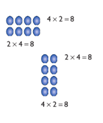 4 × 2 = 8
2 × 4 = 8
2 × 4 = 8
4 × 2 = 8